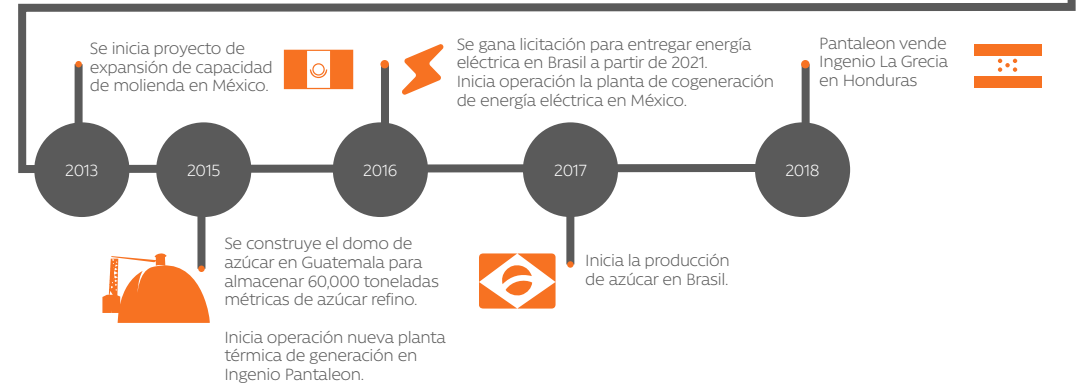 Se inicia proyecto de
expansión de capacidad
de molienda en México.
Se gana licitación para entregar energía
eléctrica en Brasil a partir de 2021.
Inicia operación la planta de cogeneración
de energía eléctrica en México.
Pantaleon vende
Ingenio La Grecia
en Honduras
2013
2015
2016
2017
2018
Se construye el domo de
azúcar en Guatemala para
almacenar 60,000 toneladas
métricas de azúcar refino.
Inicia operación nueva planta
térmica de generación en
Ingenio Pantaleon.
Inicia la producción
de azúcar en Brasil.